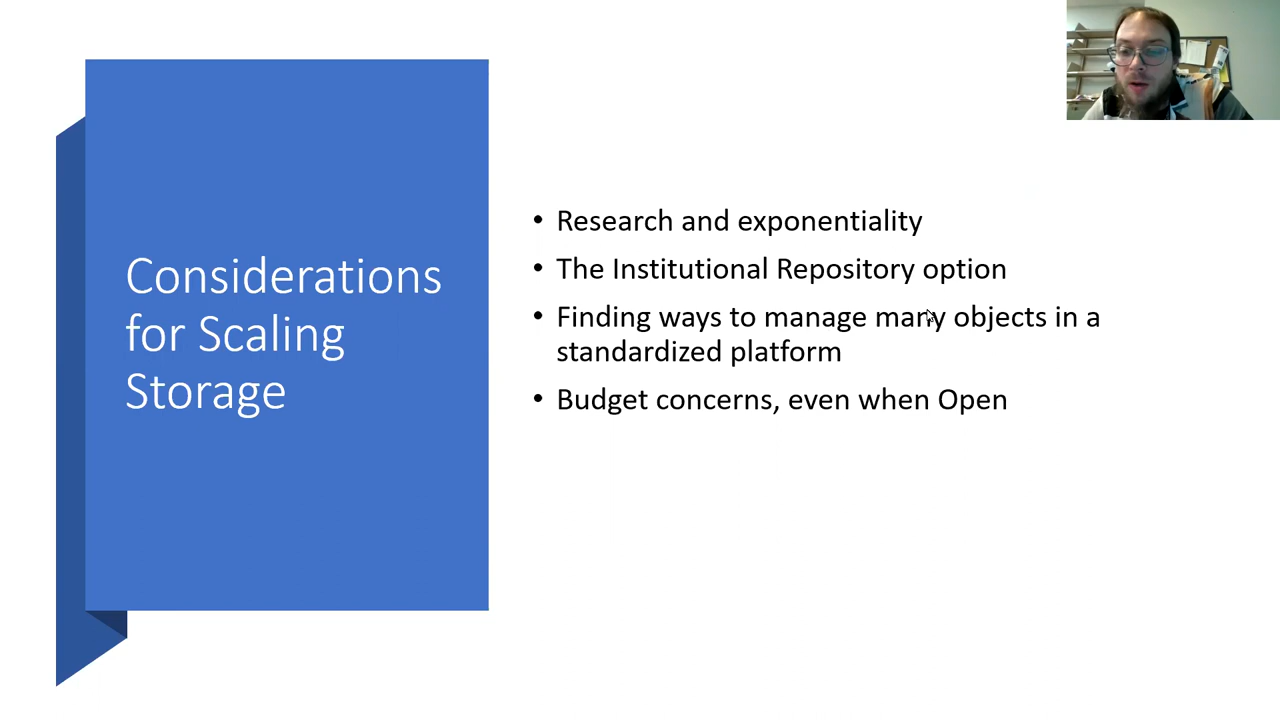 Considerations
for Scaling
Storage
• Research and exponentiality
• The Institutional Repository option
• Finding ways to manage many objects in a
standardized platform
• Budget concerns, even when Open